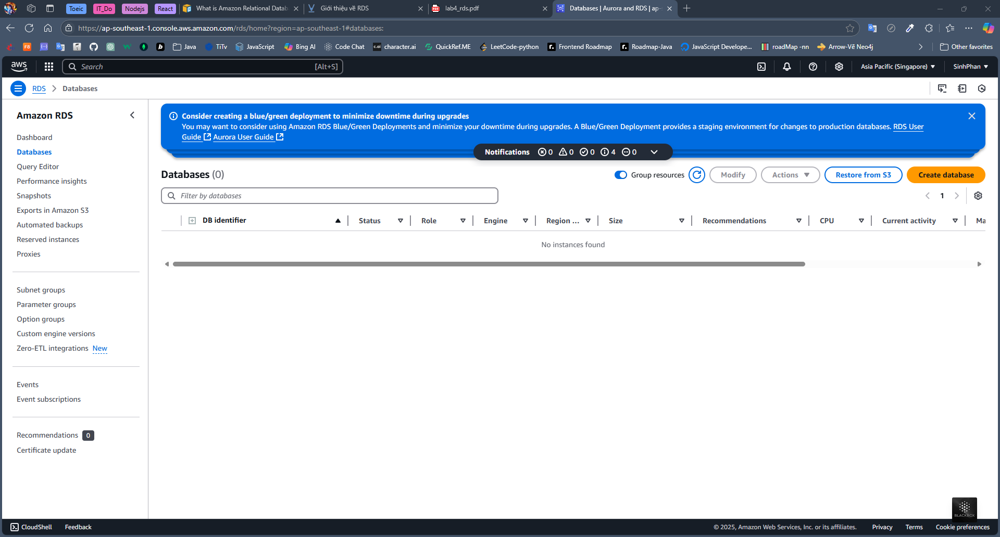 Toic
IT_Do
Nodejs
React
What is Amazon Relational Datab
Giới thiệu về RDS
lab4_rds.pdf
Databases | Aurora and RDS | ap-
https://ap-southeast-1.console.aws.amazon.com/rds/home?region=ap-southeast-1#databases:
F8
Java
TiTv
JavaScript
Bing AI
Code Chat
c.ai
character.ai
QuickRef.ME
LeetCode-python
Frontend Roadmap
Roadmap-Java
JavaScript Develope...
roadMap -nn
Arrow-Vẽ Neo4j
Other favorites
aws
Search
[Alt+S]
Asia Pacific (Singapore)
SinhPhan
RDS
Databases
Amazon RDS
Dashboard
Databases
Query Editor
Performance insights
Snapshots
Exports in Amazon S3
Automated backups
Reserved instances
Proxies
Subnet groups
Parameter groups
Option groups
Custom engine versions
Zero-ETL integrations New
Events
Event subscriptions
Recommendations 0
Certificate update
Consider creating a blue/green deployment to minimize downtime during upgrades
You may want to consider using Amazon RDS Blue/Green Deployments and minimize your downtime during upgrades. A Blue/Green Deployment provides a staging environment for changes to production databases. RDS User
Guide Aurora User Guide
Notifications 0 0 0 4 0
Databases (0)
Group resources
Modify
Actions
Restore from S3
Create database
Filter by databases
1
DB identifier
Status
Role
Engine
Region ...
Size
Recommendations
CPU
Current activity
Ma
No instances found
BLACKBOX
CloudShell
Feedback
© 2025, Amazon Web Services, Inc. or its affiliates.
Privacy
Terms
Cookie preferences